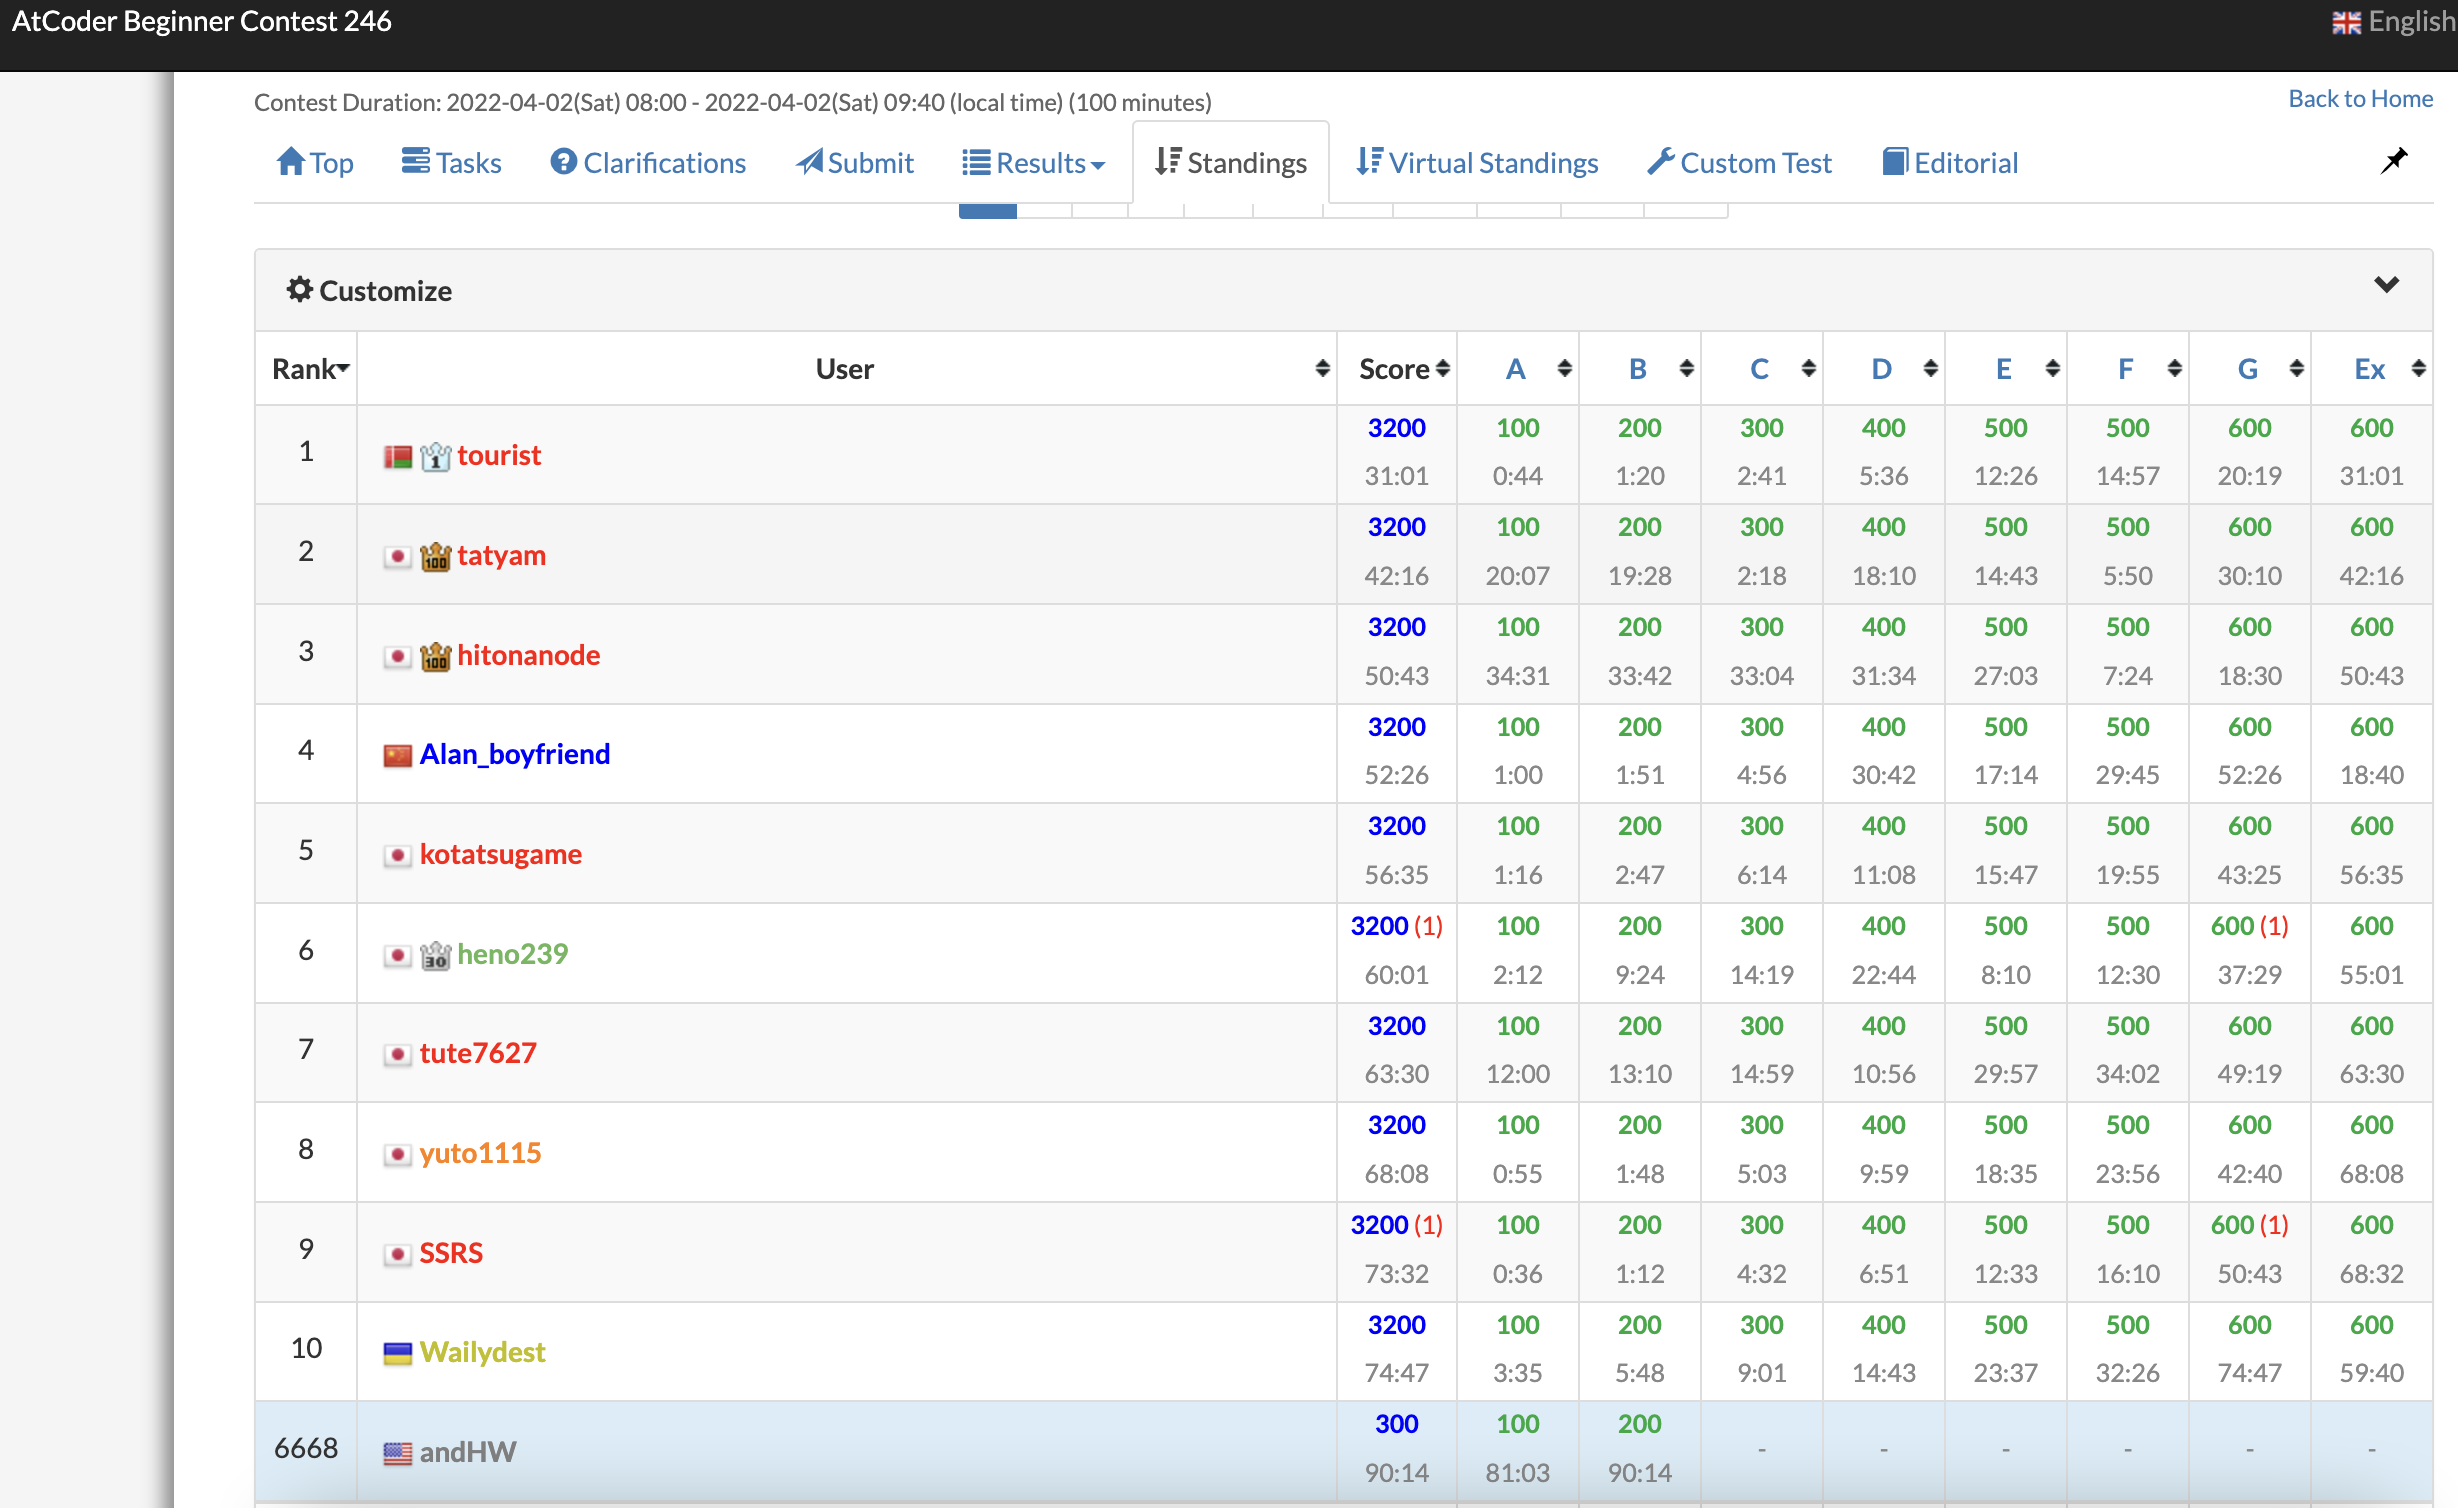 AtCoder Beginner Contest 246
English
Contest Duration: 2022-04-02(Sat) 08:00 - 2022-04-02(Sat) 09:40 (local time) (100 minutes)
Back to Home
Top Tasks Clarifications Submit Results Standings Virtual Standings Custom Test Editorial
Customize
Rank User Score A B C D E F G Ex
1 tourist 3200 100 200 300 400 500 500 600 600
31:01 0:44 1:20 2:41 5:36 12:26 14:57 20:19 31:01
2 100 tatyam 3200 100 200 300 400 500 500 600 600
42:16 20:07 19:28 2:18 18:10 14:43 5:50 30:10 42:16
3 100 hitonanode 3200 100 200 300 400 500 500 600 600
50:43 34:31 33:42 33:04 31:34 27:03 7:24 18:30 50:43
4 Alan_boyfriend 3200 100 200 300 400 500 500 600 600
52:26 1:00 1:51 4:56 30:42 17:14 29:45 52:26 18:40
5 kotatsugame 3200 100 200 300 400 500 500 600 600
56:35 1:16 2:47 6:14 11:08 15:47 19:55 43:25 56:35
6 30 heno239 3200 (1) 100 200 300 400 500 500 600 (1) 600
60:01 2:12 9:24 14:19 22:44 8:10 12:30 37:29 55:01
7 tute7627 3200 100 200 300 400 500 500 600 600
63:30 12:00 13:10 14:59 10:56 29:57 34:02 49:19 63:30
8 yuto1115 3200 100 200 300 400 500 500 600 600
68:08 0:55 1:48 5:03 9:59 18:35 23:56 42:40 68:08
9 SSRS 3200 (1) 100 200 300 400 500 500 600 (1) 600
73:32 0:36 1:12 4:32 6:51 12:33 16:10 50:43 68:32
10 Wailydest 3200 100 200 300 400 500 500 600 600
74:47 3:35 5:48 9:01 14:43 23:37 32:26 74:47 59:40
6668 andHW 300 100 200 - - - - - -
90:14 81:03 90:14